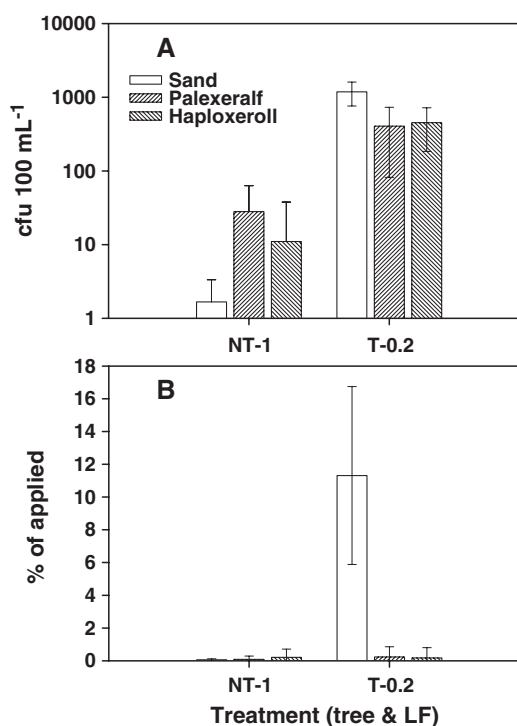 A
Sand
Palexeralf
Haploxeroll
cfu 100 mL⁻¹
10000
1000
100
10
1
NT-1 T-0.2
B
% of applied
18
16
14
12
10
8
6
4
2
0
NT-1 T-0.2
Treatment (tree & LF)